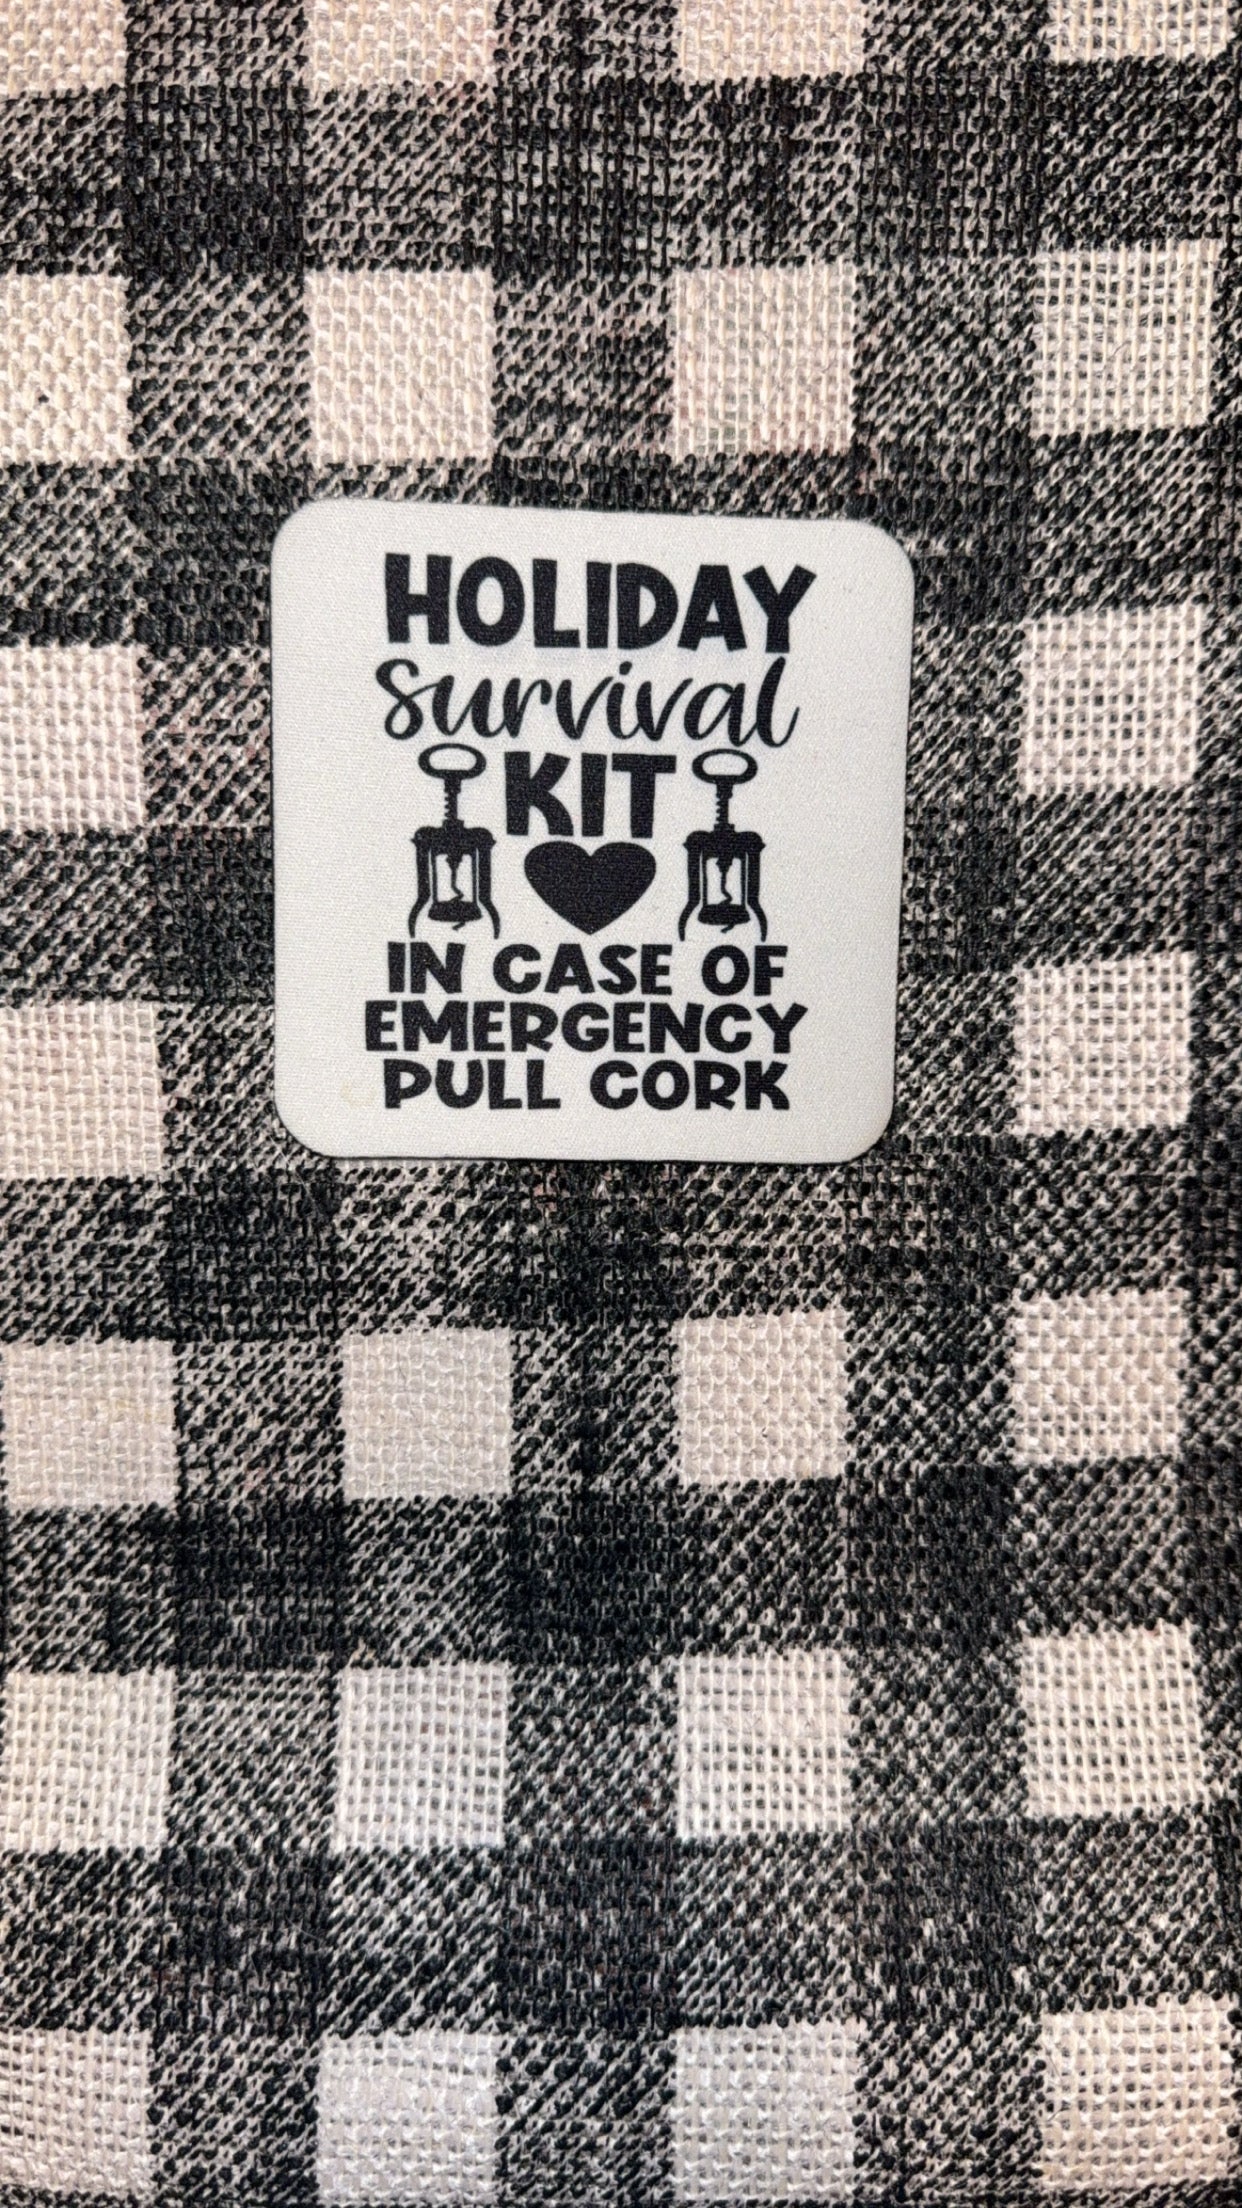 HOLIDAY
survival
KIT
IN CASE OF
EMERGENCY
PULL CORK